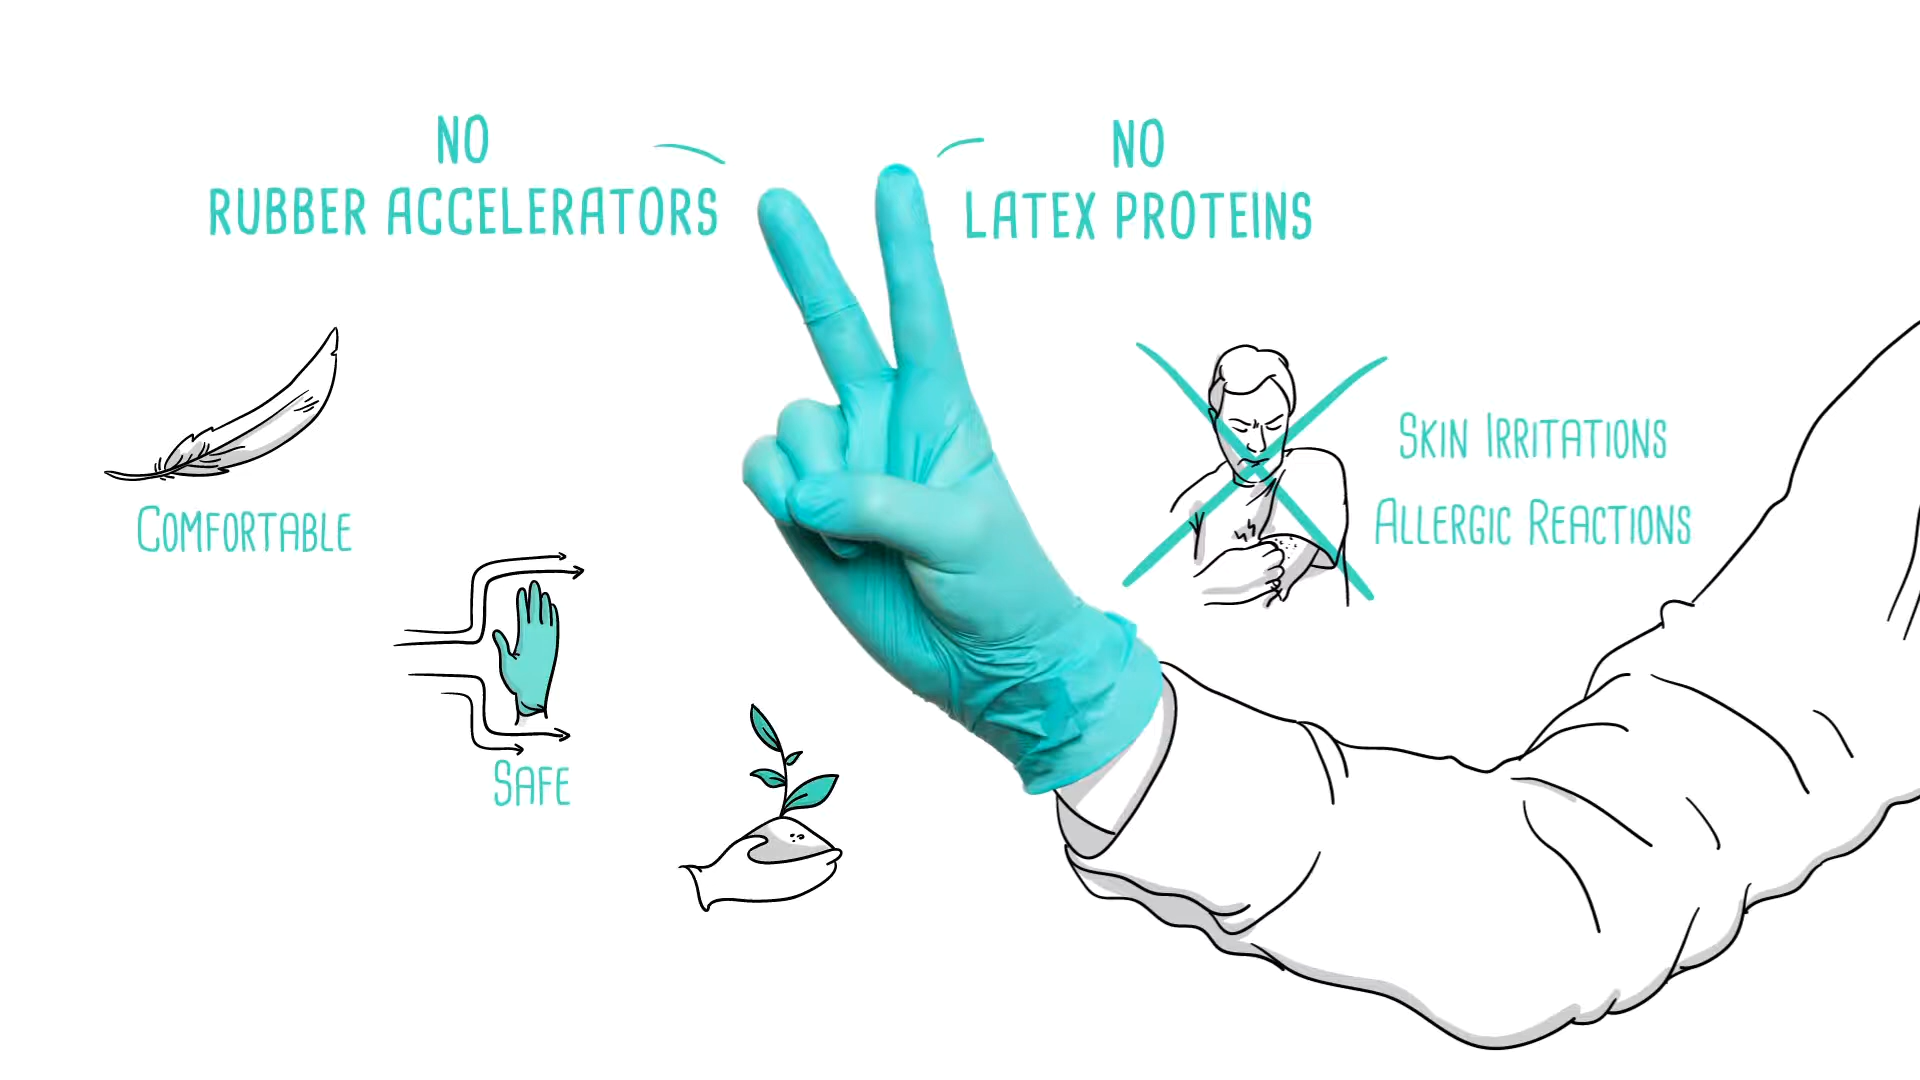 NO
RUBBER ACCELERATORS
NO
LATEX PROTEINS
COMFORTABLE
SAFE
SKIN IRRITATIONS
ALLERGIC REACTIONS